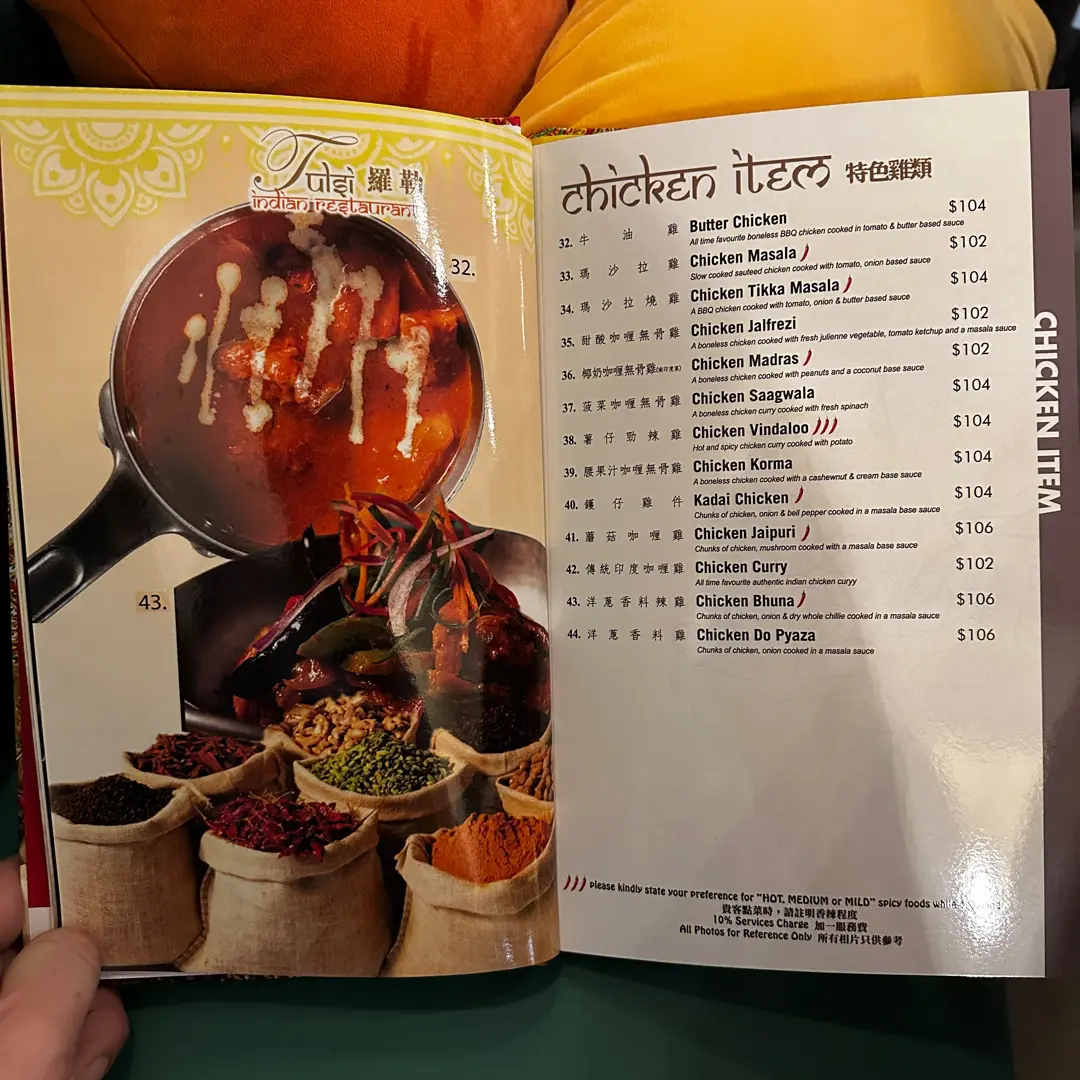 Tulsi 羅勒
indian restaurant
32.
43.
chicken item 特色雞類
32. 牛油雞 Butter Chicken $104
All time favourite boneless BBQ chicken cooked in tomato & butter based sauce
33. 瑪沙拉雞 Chicken Masala $102
Slow cooked sauteed chicken cooked with tomato, onion based sauce
34. 瑪沙拉燒雞 Chicken Tikka Masala $104
A BBQ chicken cooked with tomato, onion & butter based sauce
35. 甜酸咖喱無骨雞 Chicken Jalfrezi $102
A boneless chicken cooked with fresh julienne vegetable, tomato ketchup and a masala sauce
36. 椰奶咖喱無骨雞 Chicken Madras $102
A boneless chicken cooked with peanuts and a coconut base sauce
37. 菠菜咖喱無骨雞 Chicken Saagwala $104
A boneless chicken curry cooked with fresh spinach
38. 薯仔勁辣雞 Chicken Vindaloo $104
Hot and spicy chicken curry cooked with potato
39. 腰果汁咖喱無骨雞 Chicken Korma $104
A boneless chicken cooked with a cashewnut & cream base sauce
40. 鑊仔雞件 Kadai Chicken $104
Chunks of chicken, onion & bell pepper cooked in a masala base sauce
41. 蘑菇咖喱雞 Chicken Jaipuri $106
Chunks of chicken, mushroom cooked with a masala base sauce
42. 傳統印度咖喱雞 Chicken Curry $102
All time favourite authentic indian chicken curyy
43. 洋蔥香料辣雞 Chicken Bhuna $106
Chunks of chicken, onion & dry whole chillie cooked in a masala sauce
44. 洋蔥香料雞 Chicken Do Pyaza $106
Chunks of chicken, onion cooked in a masala sauce
CHICKEN ITEM
please kindly state your preference for "HOT, MEDIUM or MILD" spicy foods
貴客點菜時，請註明香辣程度
10% Services Charge 加一服務費
All Photos for Reference Only 所有相片只供參考